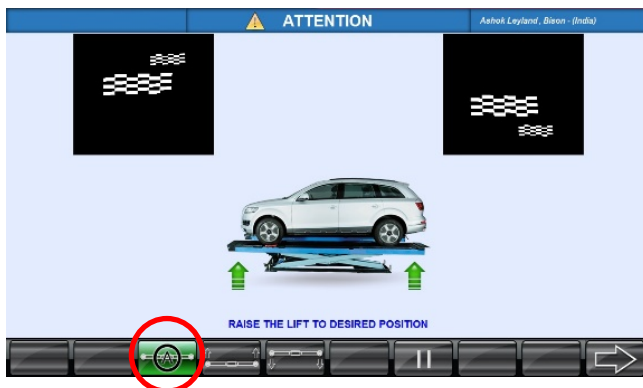 ATTENTION
Ashok Leyland, Bison - (India)
RAISE THE LIFT TO DESIRED POSITION